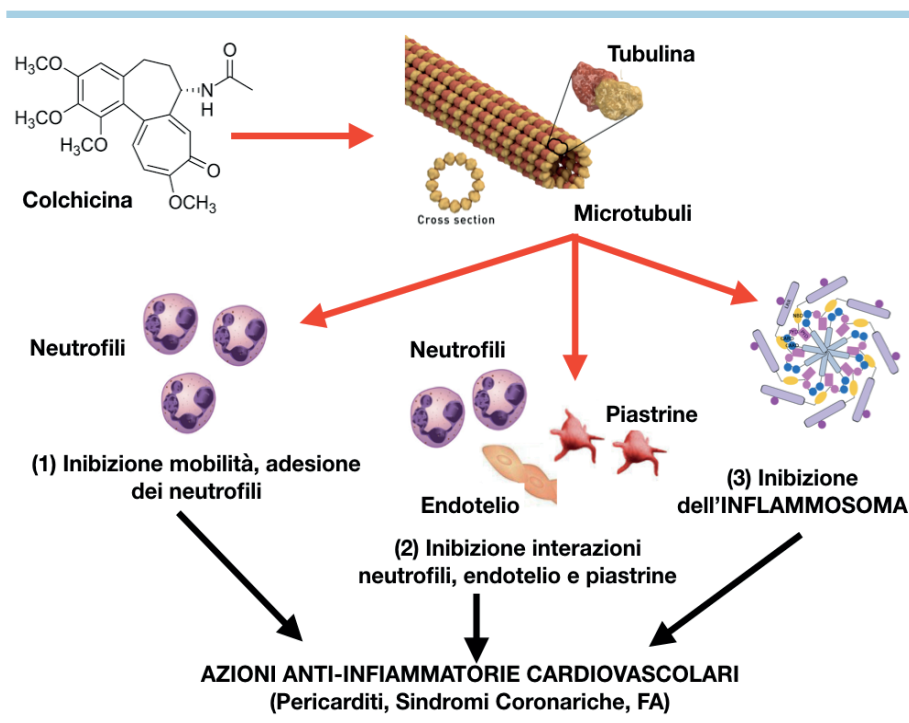 O
H₃CO
N
H
H₃CO
H₃CO
O
OCH₃
Colchicina
Tubulina
Cross section
Microtubuli
Neutrofili
(1) Inibizione mobilità, adesione
dei neutrofili
Neutrofili
Piastrine
Endotelio
(2) Inibizione interazioni
neutrofili, endotelio e piastrine
(3) Inibizione
dell'INFLAMMOSOMA
AZIONI ANTI-INFIAMMATORIE CARDIOVASCOLARI
(Pericarditi, Sindromi Coronariche, FA)